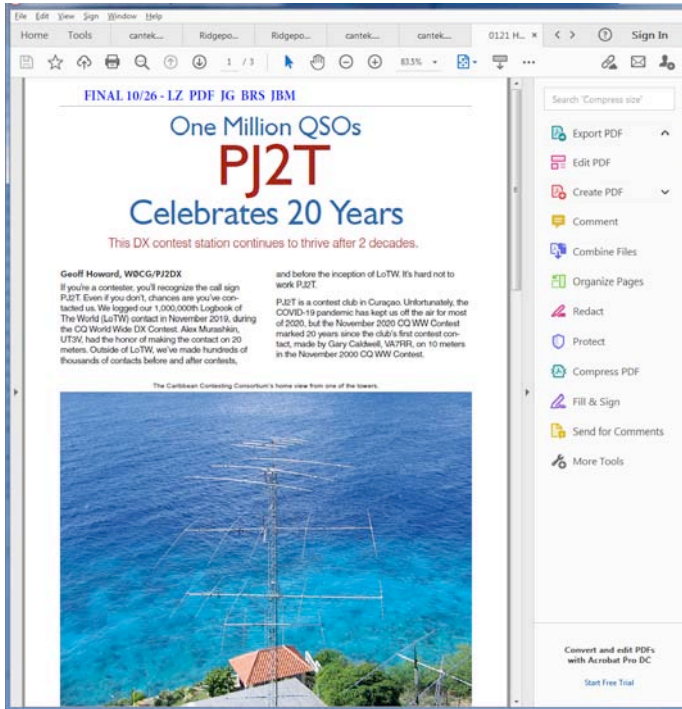 File Edit View Sign Window Help
Home Tools cantek.... Ridgepo... Ridgepo... cantek.... cantek.... 0121 H... × Sign In
1 / 3 83.5%
FINAL 10/26 - LZ PDF JG BRS JBM
One Million QSOs
PJ2T
Celebrates 20 Years
This DX contest station continues to thrive after 2 decades.
Geoff Howard, WØCG/PJ2DX
If you're a contester, you'll recognize the call sign
PJ2T. Even if you don't, chances are you've con-
tacted us. We logged our 1,000,000th Logbook of
The World (LoTW) contact in November 2019, during
the CQ World Wide DX Contest. Alex Murashkin,
UT3V, had the honor of making the contact on 20
meters. Outside of LoTW, we've made hundreds of
thousands of contacts before and after contests,
and before the inception of LoTW. It's hard not to
work PJ2T.
PJ2T is a contest club in Curaçao. Unfortunately, the
COVID-19 pandemic has kept us off the air for most
of 2020, but the November 2020 CQ WW Contest
marked 20 years since the club's first contest con-
tact, made by Gary Caldwell, VA7RR, on 10 meters
in the November 2000 CQ WW Contest.
The Caribbean Contesting Consortium's home view from one of the towers.
Search 'Compress size'
Export PDF
Edit PDF
Create PDF
Comment
Combine Files
Organize Pages
Redact
Protect
Compress PDF
Fill & Sign
Send for Comments
More Tools
Convert and edit PDFs
with Acrobat Pro DC
Start Free Trial